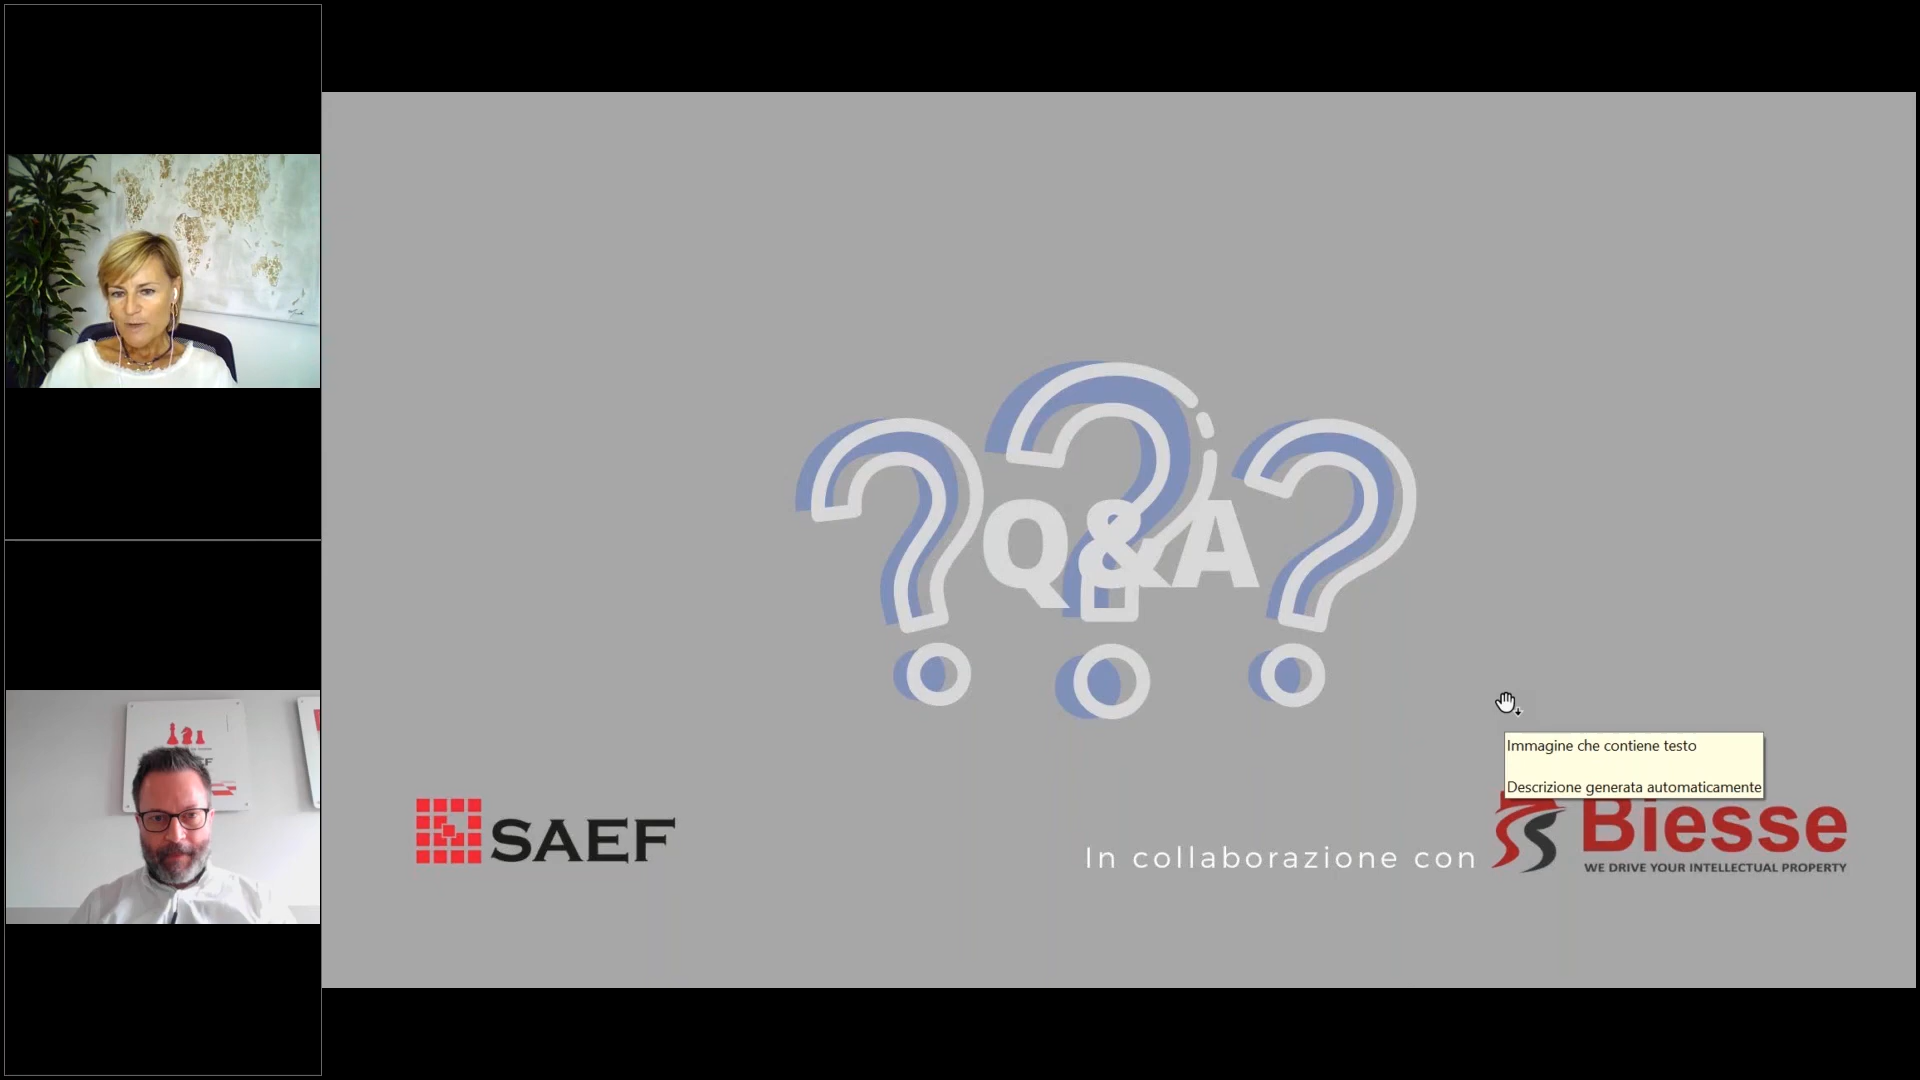 Q&A
Immagine che contiene testo
Descrizione generata automaticamente
SAEF
In collaborazione con
Biesse
WE DRIVE YOUR INTELLECTUAL PROPERTY